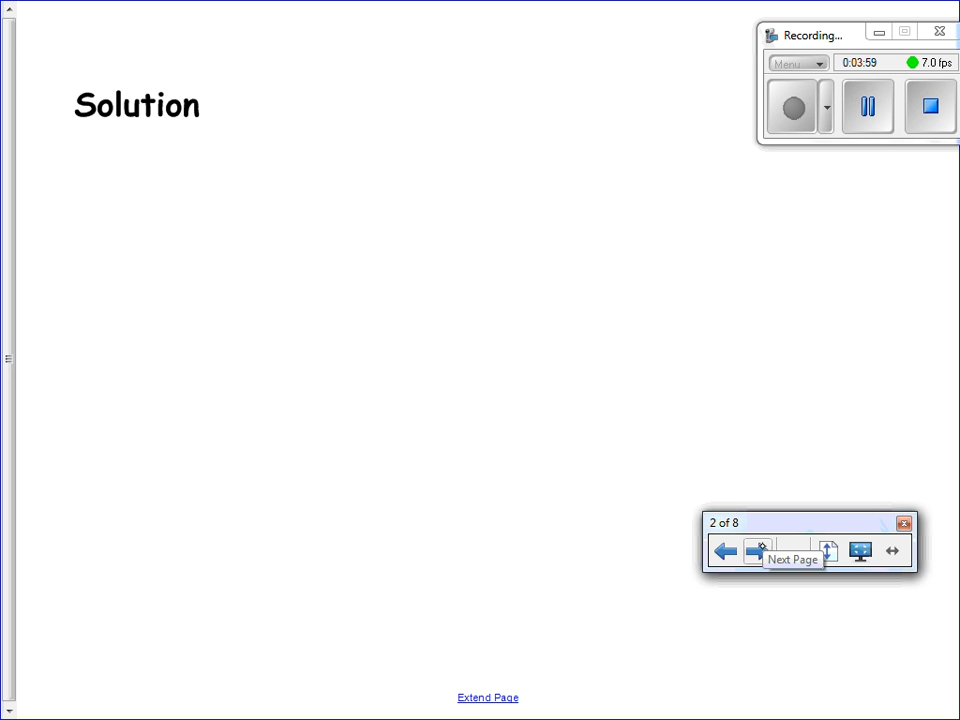 Recording...
Menu
0:03:59
7.0 fps
Solution
2 of 8
Next Page
Extend Page